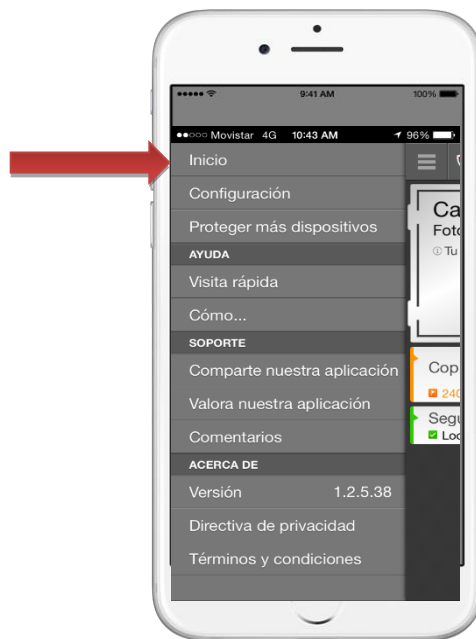 9:41 AM 100%
Movistar 4G 10:43 AM 96%
Inicio
Configuración
Proteger más dispositivos
AYUDA
Visita rápida
Cómo...
SOPORTE
Comparte nuestra aplicación
Valora nuestra aplicación
Comentarios
ACERCA DE
Versión 1.2.5.38
Directiva de privacidad
Términos y condiciones
Ca
Foto
Tu
Cop
240
Segu
Loc